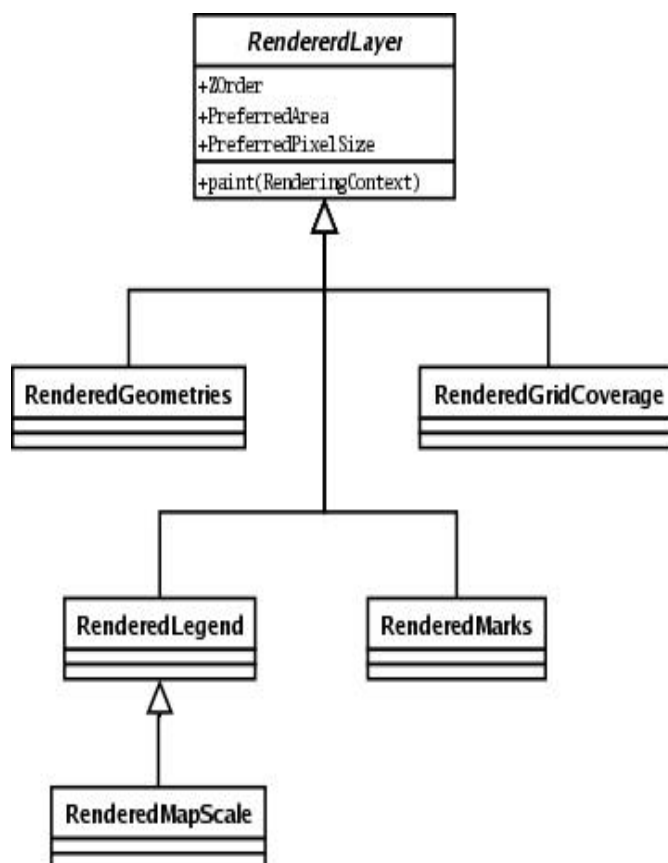 RendererdLayer
+ZOrder
+PreferredArea
+PreferredPixelSize
+paint(RenderingContext)
RenderedGeometries
RenderedGridCoverage
RenderedLegend
RenderedMarks
RenderedMapScale